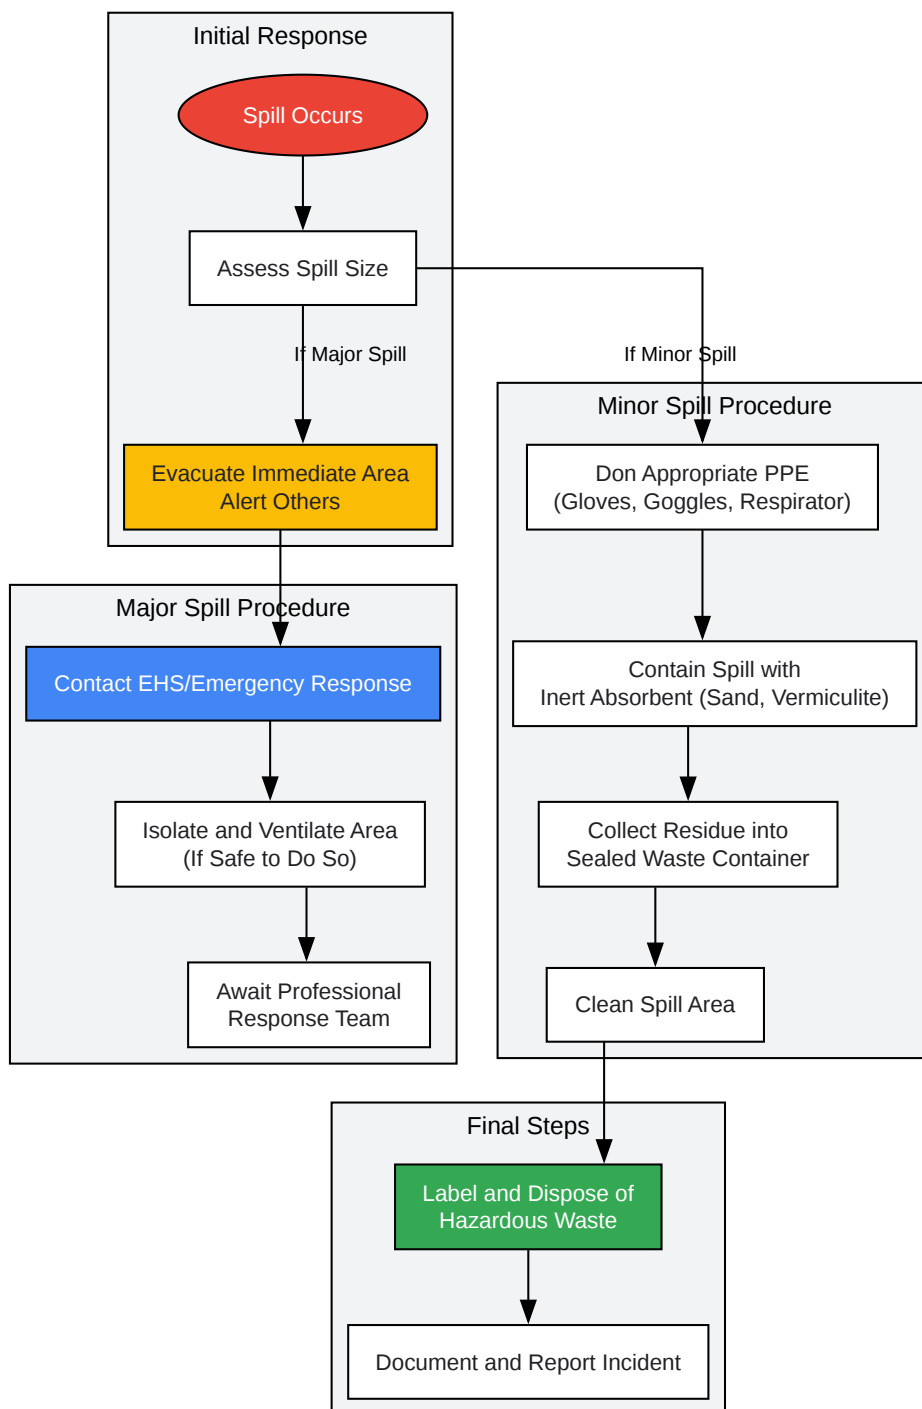 Initial Response
Spill Occurs
Assess Spill Size
If Major Spill
If Minor Spill
Evacuate Immediate Area
Alert Others
Minor Spill Procedure
Don Appropriate PPE
(Gloves, Goggles, Respirator)
Contain Spill with
Inert Absorbent (Sand, Vermiculite)
Collect Residue into
Sealed Waste Container
Clean Spill Area
Major Spill Procedure
Contact EHS/Emergency Response
Isolate and Ventilate Area
(If Safe to Do So)
Await Professional
Response Team
Final Steps
Label and Dispose of
Hazardous Waste
Document and Report Incident